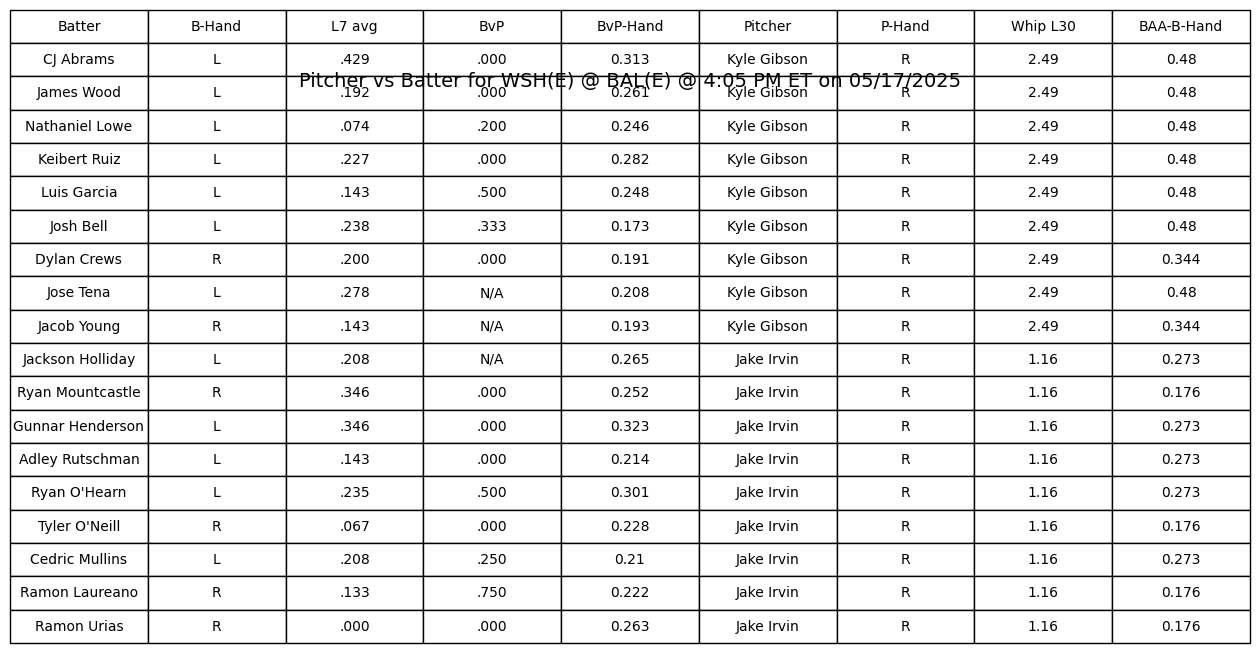 Batter B-Hand L7 avg BvP BvP-Hand Pitcher P-Hand Whip L30 BAA-B-Hand
CJ Abrams L .429 .000 0.313 Kyle Gibson R 2.49 0.48
Pitcher vs Batter for WSH(E) @ BAL(E) @ 4:05 PM ET on 05/17/2025
James Wood L .192 .000 0.261 Kyle Gibson R 2.49 0.48
Nathaniel Lowe L .074 .200 0.246 Kyle Gibson R 2.49 0.48
Keibert Ruiz L .227 .000 0.282 Kyle Gibson R 2.49 0.48
Luis Garcia L .143 .500 0.248 Kyle Gibson R 2.49 0.48
Josh Bell L .238 .333 0.173 Kyle Gibson R 2.49 0.48
Dylan Crews R .200 .000 0.191 Kyle Gibson R 2.49 0.344
Jose Tena L .278 N/A 0.208 Kyle Gibson R 2.49 0.48
Jacob Young R .143 N/A 0.193 Kyle Gibson R 2.49 0.344
Jackson Holliday L .208 N/A 0.265 Jake Irvin R 1.16 0.273
Ryan Mountcastle R .346 .000 0.252 Jake Irvin R 1.16 0.176
Gunnar Henderson L .346 .000 0.323 Jake Irvin R 1.16 0.273
Adley Rutschman L .143 .000 0.214 Jake Irvin R 1.16 0.273
Ryan O'Hearn L .235 .500 0.301 Jake Irvin R 1.16 0.273
Tyler O'Neill R .067 .000 0.228 Jake Irvin R 1.16 0.176
Cedric Mullins L .208 .250 0.21 Jake Irvin R 1.16 0.273
Ramon Laureano R .133 .750 0.222 Jake Irvin R 1.16 0.176
Ramon Urias R .000 .000 0.263 Jake Irvin R 1.16 0.176